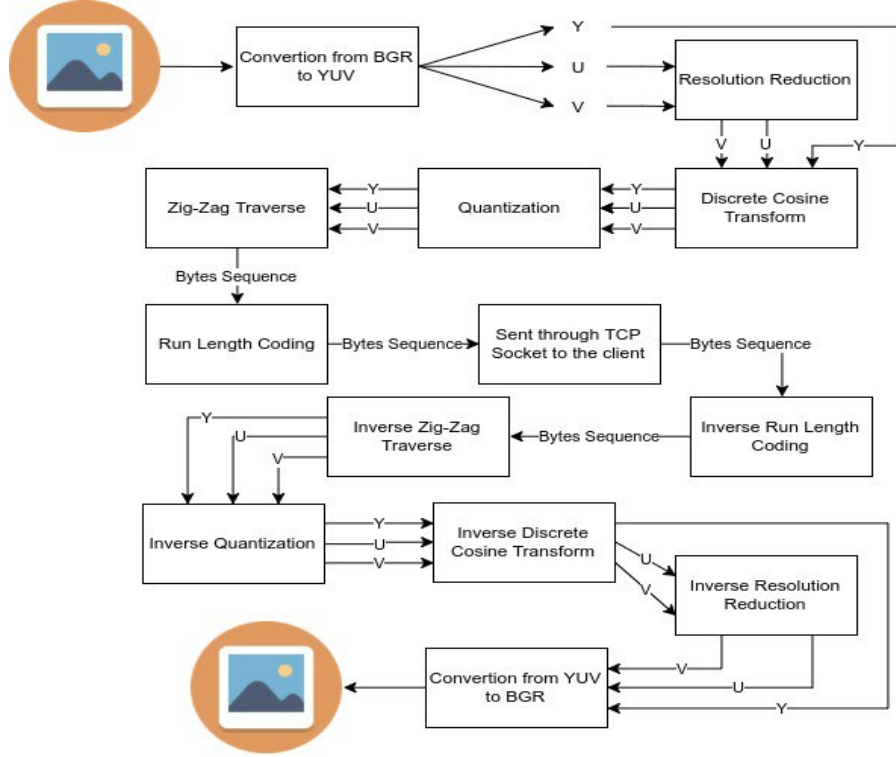 Convertion from BGR
to YUV
Y
U
V
Resolution Reduction
V
U
Y
Zig-Zag Traverse
Y
U
V
Quantization
Y
U
V
Discrete Cosine
Transform
Bytes Sequence
Run Length Coding
Bytes Sequence
Sent through TCP
Socket to the client
Bytes Sequence
Y
U
V
Inverse Zig-Zag
Traverse
Bytes Sequence
Inverse Run Length
Coding
Inverse Quantization
Y
U
V
Inverse Discrete
Cosine Transform
U
V
Inverse Resolution
Reduction
Convertion from YUV
to BGR
V
U
Y